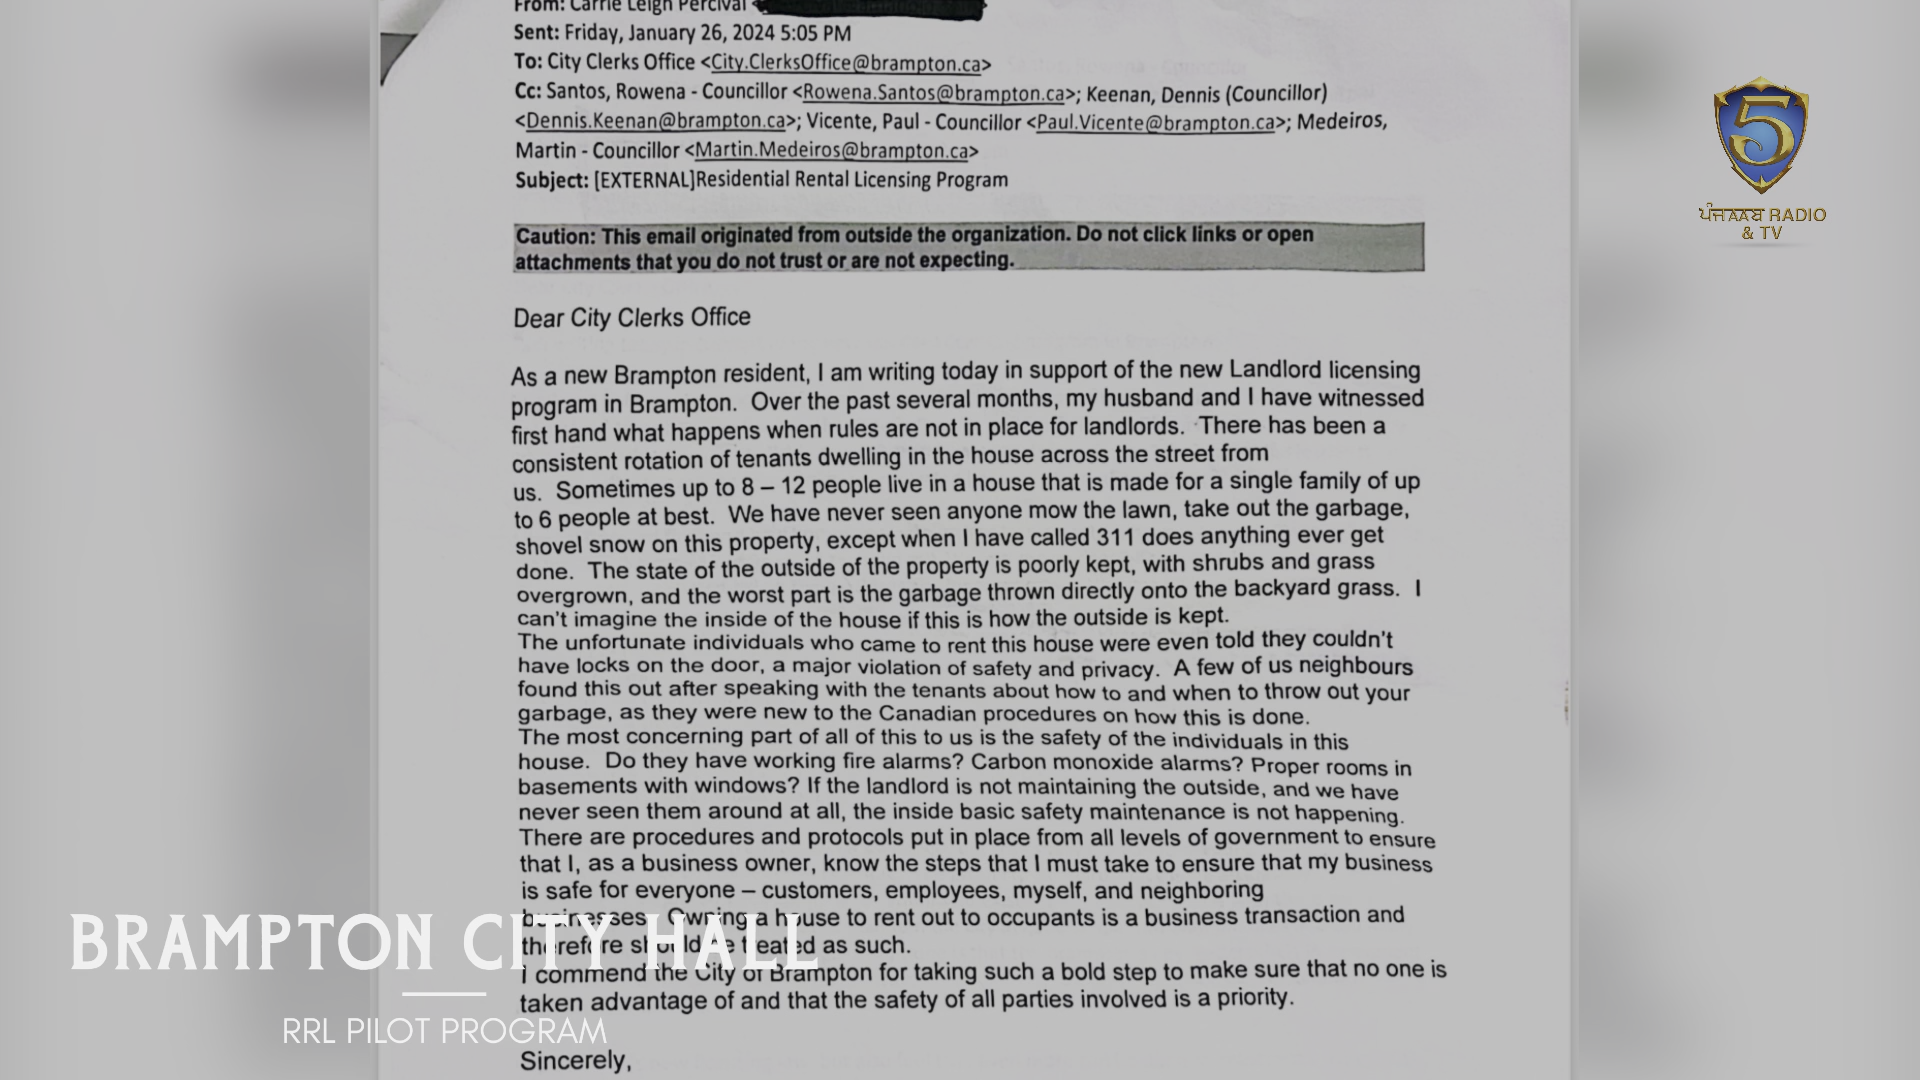 From: Carrie Leigh Percival <
Sent: Friday, January 26, 2024 5:05 PM
To: City Clerks Office <City.ClerksOffice@brampton.ca>
Cc: Santos, Rowena - Councillor <Rowena.Santos@brampton.ca>; Keenan, Dennis (Councillor)
<Dennis.Keenan@brampton.ca>; Vicente, Paul - Councillor <Paul.Vicente@brampton.ca>; Medeiros,
Martin - Councillor <Martin.Medeiros@brampton.ca>
Subject: [EXTERNAL]Residential Rental Licensing Program
Caution: This email originated from outside the organization. Do not click links or open
attachments that you do not trust or are not expecting.
Dear City Clerks Office
As a new Brampton resident, I am writing today in support of the new Landlord licensing
program in Brampton. Over the past several months, my husband and I have witnessed
first hand what happens when rules are not in place for landlords. There has been a
consistent rotation of tenants dwelling in the house across the street from
us. Sometimes up to 8 – 12 people live in a house that is made for a single family of up
to 6 people at best. We have never seen anyone mow the lawn, take out the garbage,
shovel snow on this property, except when I have called 311 does anything ever get
done. The state of the outside of the property is poorly kept, with shrubs and grass
overgrown, and the worst part is the garbage thrown directly onto the backyard grass. I
can't imagine the inside of the house if this is how the outside is kept.
The unfortunate individuals who came to rent this house were even told they couldn't
have locks on the door, a major violation of safety and privacy. A few of us neighbours
found this out after speaking with the tenants about how to and when to throw out your
garbage, as they were new to the Canadian procedures on how this is done.
The most concerning part of all of this to us is the safety of the individuals in this
house. Do they have working fire alarms? Carbon monoxide alarms? Proper rooms in
basements with windows? If the landlord is not maintaining the outside, and we have
never seen them around at all, the inside basic safety maintenance is not happening.
There are procedures and protocols put in place from all levels of government to ensure
that I, as a business owner, know the steps that I must take to ensure that my business
is safe for everyone – customers, employees, myself, and neighboring
businesses. Owning a house to rent out to occupants is a business transaction and
therefore should be treated as such.
I commend the City of Brampton for taking such a bold step to make sure that no one is
taken advantage of and that the safety of all parties involved is a priority.
Sincerely,
BRAMPTON CITY HALL
RRL PILOT PROGRAM
5
ਪੰਜAAB RADIO
& TV